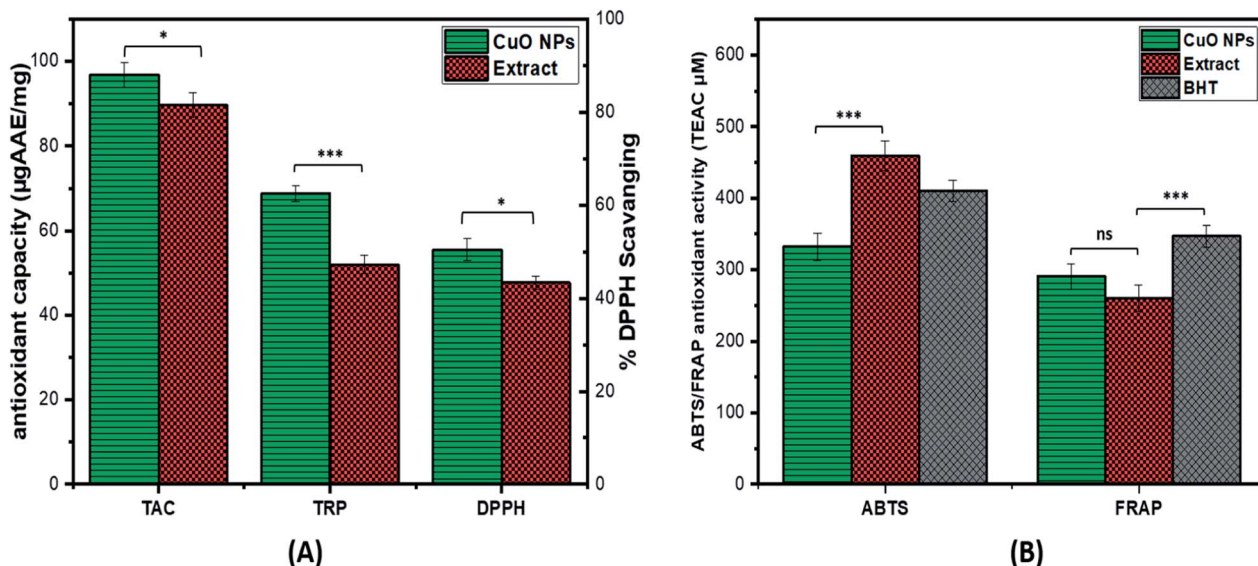 antioxidant capacity (µgAAE/mg)
100
80
60
40
20
0
*
***
*
CuO NPs
Extract
100
80
60
40
20
0
% DPPH Scavanging
TAC
TRP
DPPH
(A)
ABTS/FRAP antioxidant activity (TEAC µM)
600
500
400
300
200
100
0
***
ns
***
CuO NPs
Extract
BHT
ABTS
FRAP
(B)